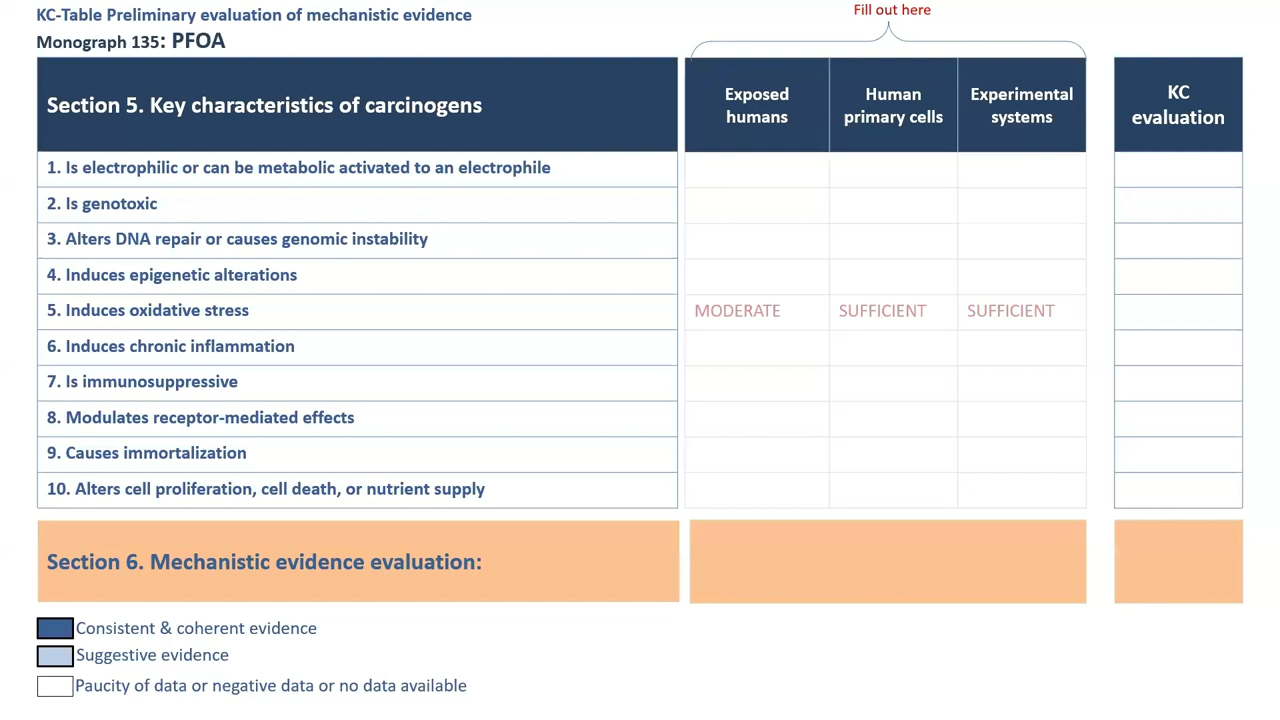 KC-Table Preliminary evaluation of mechanistic evidence
Fill out here
Monograph 135: PFOA
Section 5. Key characteristics of carcinogens
Exposed
humans
Human
primary cells
Experimental
systems
KC
evaluation
1. Is electrophilic or can be metabolic activated to an electrophile
2. Is genotoxic
3. Alters DNA repair or causes genomic instability
4. Induces epigenetic alterations
5. Induces oxidative stress MODERATE SUFFICIENT SUFFICIENT
6. Induces chronic inflammation
7. Is immunosuppressive
8. Modulates receptor-mediated effects
9. Causes immortalization
10. Alters cell proliferation, cell death, or nutrient supply
Section 6. Mechanistic evidence evaluation:
Consistent & coherent evidence
Suggestive evidence
Paucity of data or negative data or no data available